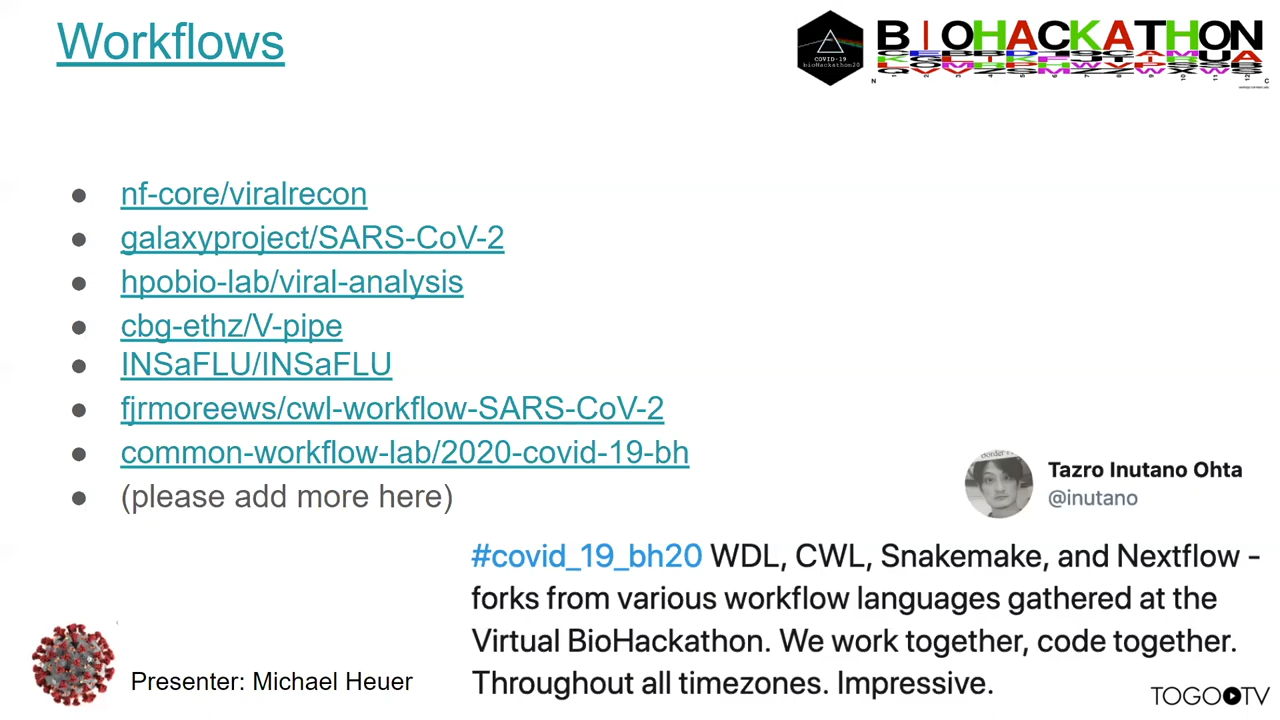 Workflows
BIOHACKATHON
COVID-19
bioHackathon20
nf-core/viralrecon
galaxyproject/SARS-CoV-2
hpobio-lab/viral-analysis
cbg-ethz/V-pipe
INSaFLU/INSaFLU
fjrmoreews/cwl-workflow-SARS-CoV-2
common-workflow-lab/2020-covid-19-bh
(please add more here)
Tazro Inutano Ohta
@inutano
#covid_19_bh20 WDL, CWL, Snakemake, and Nextflow -
forks from various workflow languages gathered at the
Virtual BioHackathon. We work together, code together.
Throughout all timezones. Impressive.
Presenter: Michael Heuer
TOGOTV